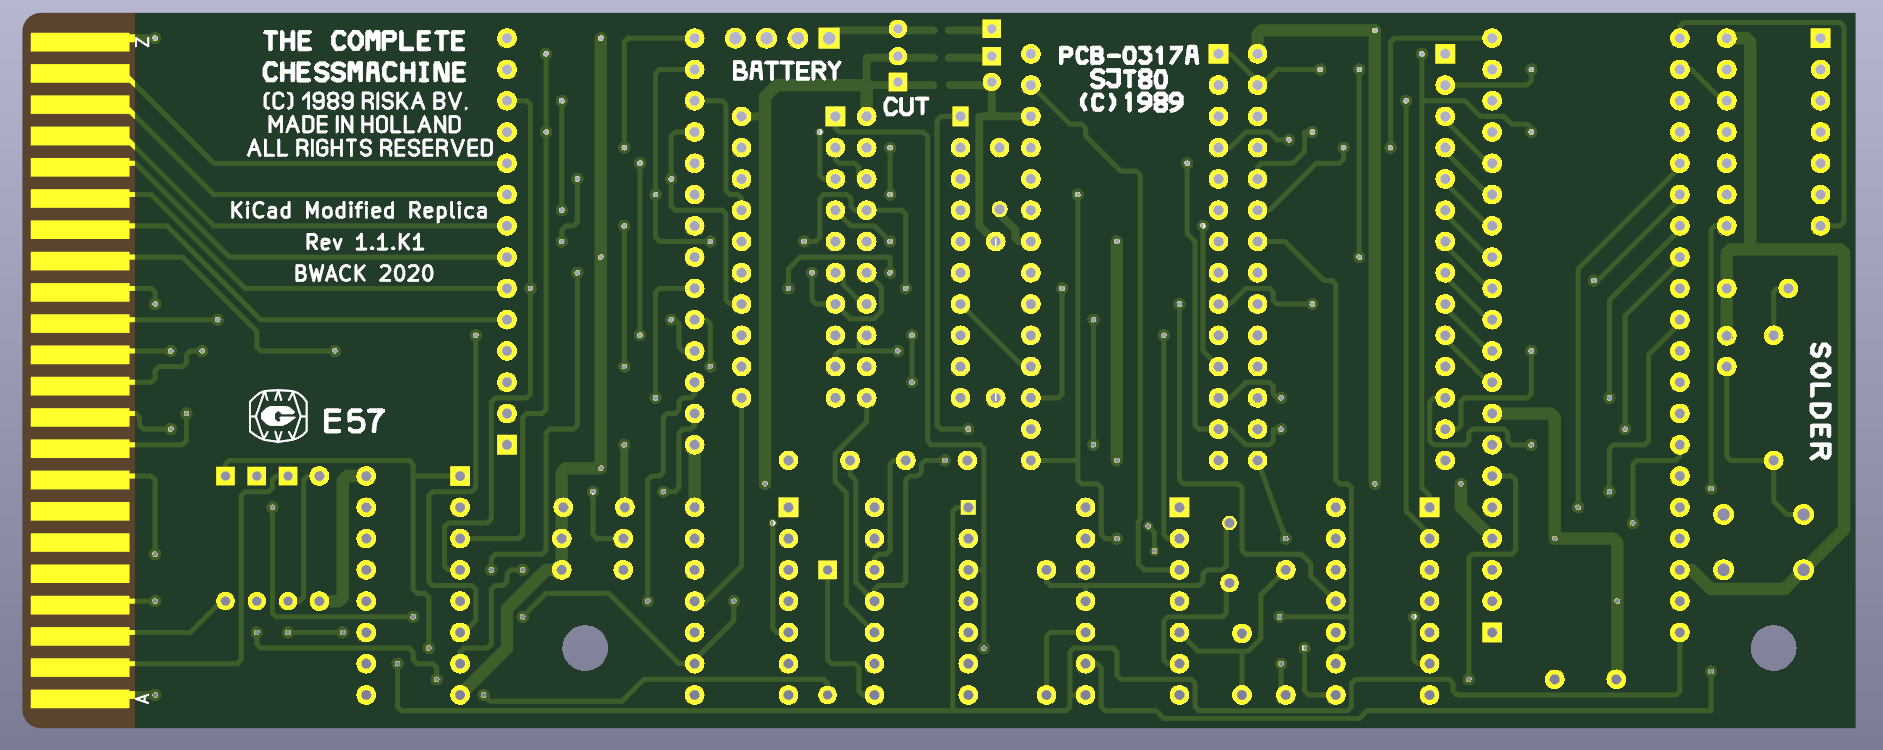 Z
THE COMPLETE
CHESSMACHINE
(C) 1989 RISKA BV.
MADE IN HOLLAND
ALL RIGHTS RESERVED
KiCad Modified Replica
Rev 1.1.K1
BWACK 2020
E57
A
BATTERY
CUT
PCB-0317A
SJT80
(C)1989
SOLDER